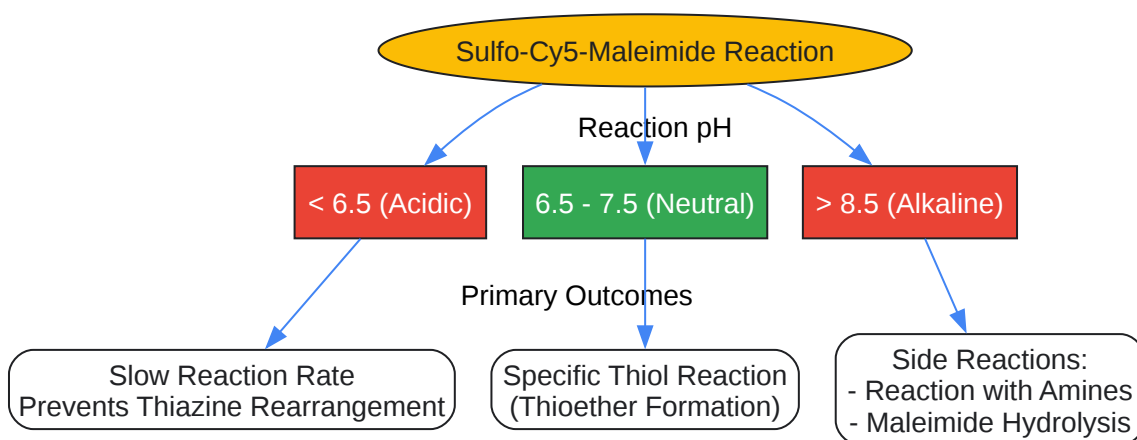 Sulfo-Cy5-Maleimide Reaction
Reaction pH
< 6.5 (Acidic)
6.5 - 7.5 (Neutral)
> 8.5 (Alkaline)
Primary Outcomes
Slow Reaction Rate
Prevents Thiazine Rearrangement
Specific Thiol Reaction
(Thioether Formation)
Side Reactions:
- Reaction with Amines
- Maleimide Hydrolysis